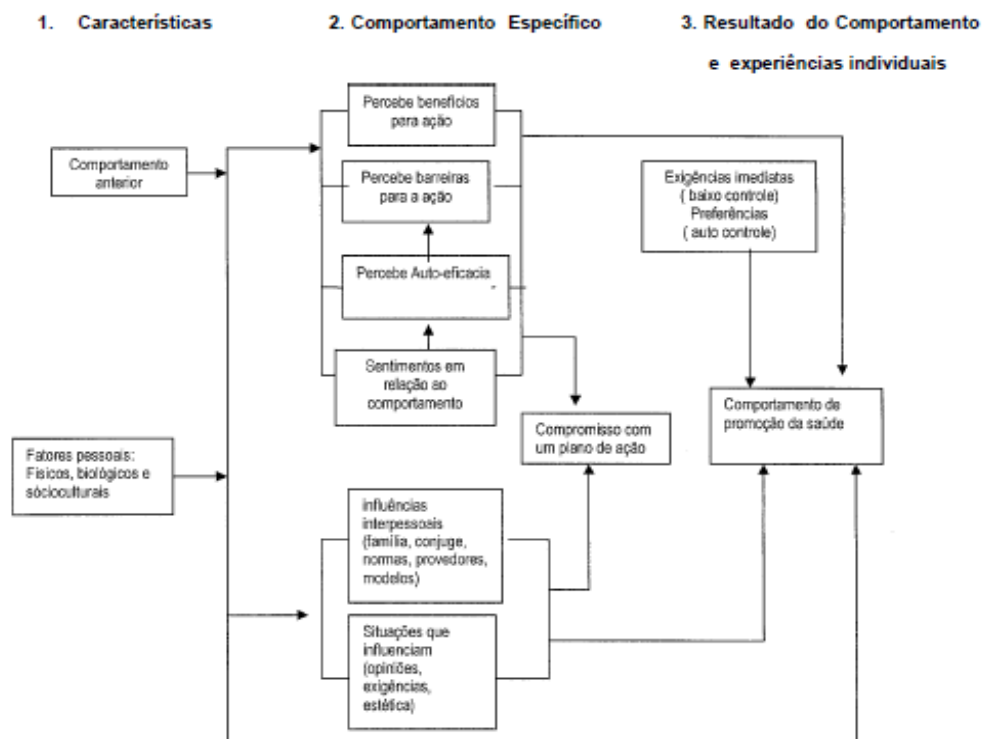 1. Características
2. Comportamento Específico
3. Resultado do Comportamento
e experiências individuais
Percebe benefícios
para ação
Comportamento
anterior
Percebe barreiras
para a ação
Exigências imediatas
( baixo controle)
Preferências
( auto controle)
Percebe Auto-eficacia
Sentimentos em
relação ao
comportamento
Compromisso com
um plano de ação
Comportamento de
promoção da saúde
Fatores pessoais:
Físicos, biológicos e
sócioculturais
influências
interpessoais
(família, conjuge,
normas, provedores,
modelos)
Situações que
influenciam
(opiniões,
exigências,
estética)